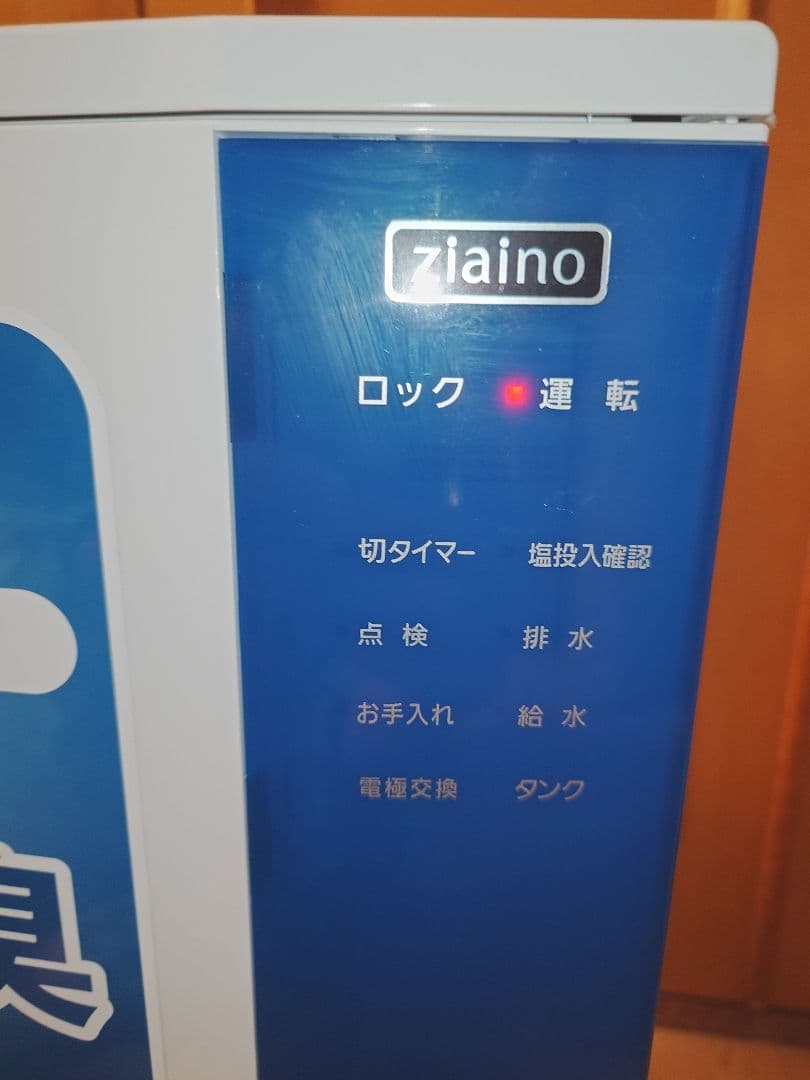 ziaino
ロック 運転
切タイマー 塩投入確認
点検 排水
お手入れ 給水
電極交換 タンク